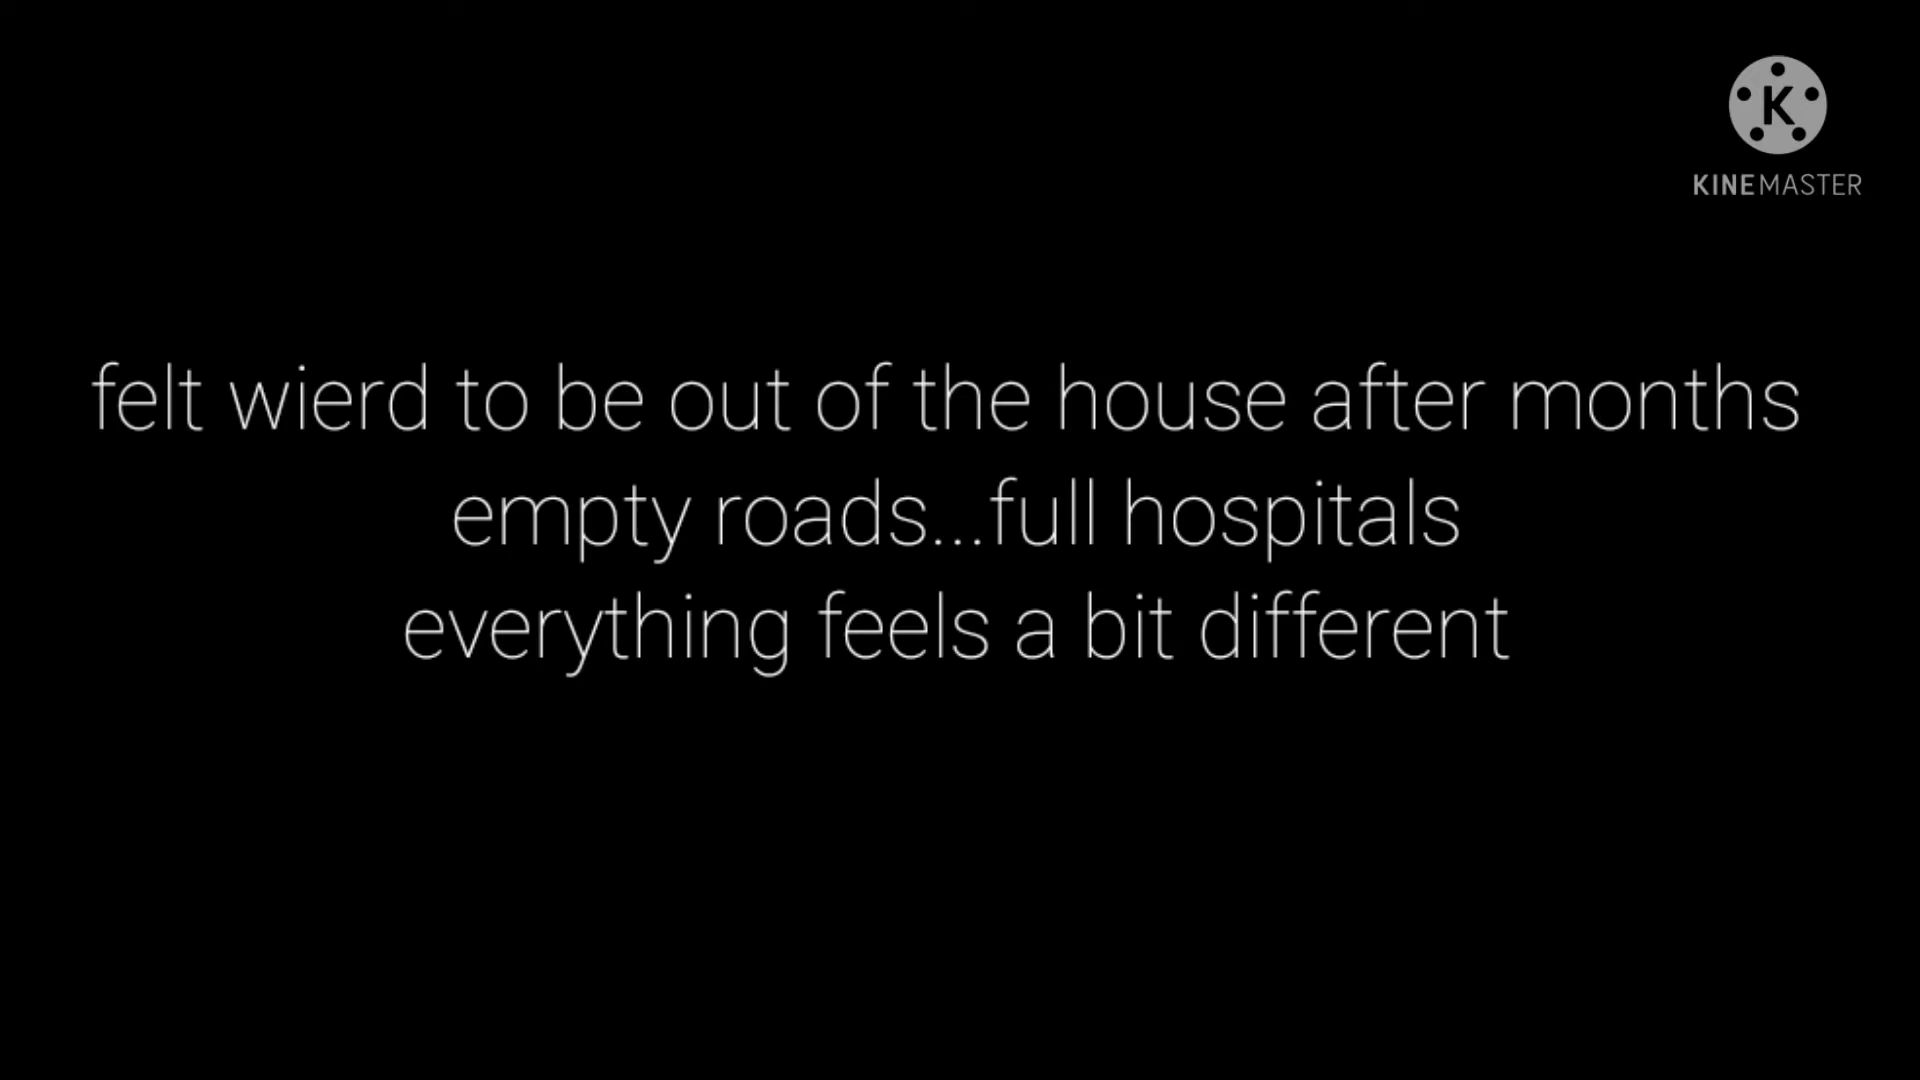 K
KINEMASTER
felt wierd to be out of the house after months
empty roads...full hospitals
everything feels a bit different